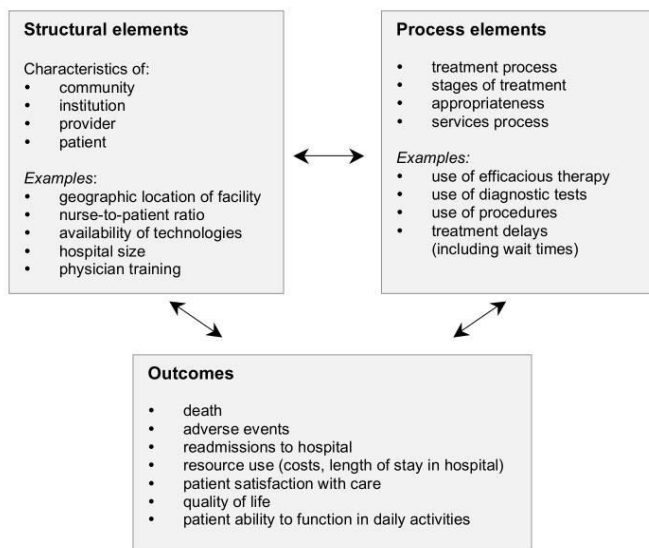 Structural elements
Characteristics of:
• community
• institution
• provider
• patient
Examples:
• geographic location of facility
• nurse-to-patient ratio
• availability of technologies
• hospital size
• physician training
Process elements
• treatment process
• stages of treatment
• appropriateness
• services process
Examples:
• use of efficacious therapy
• use of diagnostic tests
• use of procedures
• treatment delays
(including wait times)
Outcomes
• death
• adverse events
• readmissions to hospital
• resource use (costs, length of stay in hospital)
• patient satisfaction with care
• quality of life
• patient ability to function in daily activities